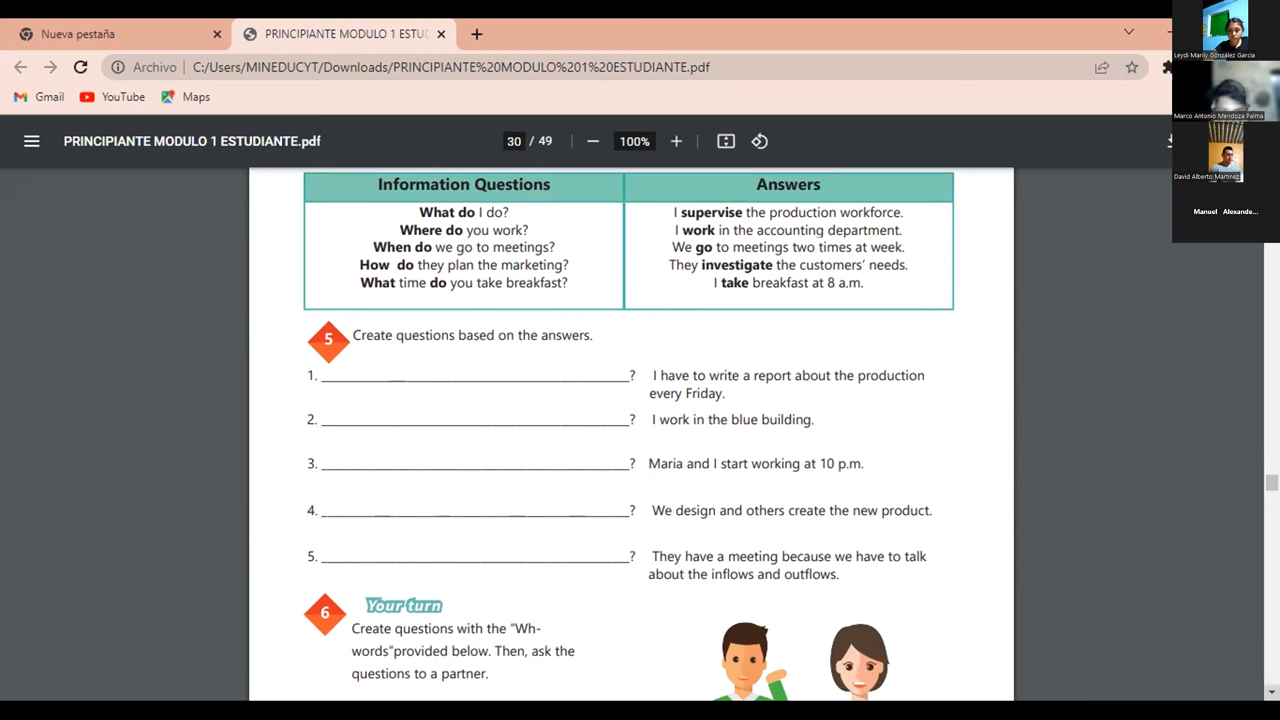 Nueva pestaña
PRINCIPIANTE MODULO 1 ESTU
Archivo
C:/Users/MINEDUCYT/Downloads/PRINCIPIANTE%20MODULO%201%20ESTUDIANTE.pdf
Gmail
YouTube
Maps
PRINCIPIANTE MODULO 1 ESTUDIANTE.pdf
30 / 49
100%
Leydi Marily González García
Marco Antonio Mendoza Palma
David Alberto Martinez
Manuel Alexande...
Information Questions
Answers
What do I do?
I supervise the production workforce.
Where do you work?
I work in the accounting department.
When do we go to meetings?
We go to meetings two times at week.
How do they plan the marketing?
They investigate the customers' needs.
What time do you take breakfast?
I take breakfast at 8 a.m.
5
Create questions based on the answers.
1. ______________________________?
I have to write a report about the production
every Friday.
2. ______________________________?
I work in the blue building.
3. ______________________________?
Maria and I start working at 10 p.m.
4. ______________________________?
We design and others create the new product.
5. ______________________________?
They have a meeting because we have to talk
about the inflows and outflows.
6
Your turn
Create questions with the “Wh-
words”provided below. Then, ask the
questions to a partner.